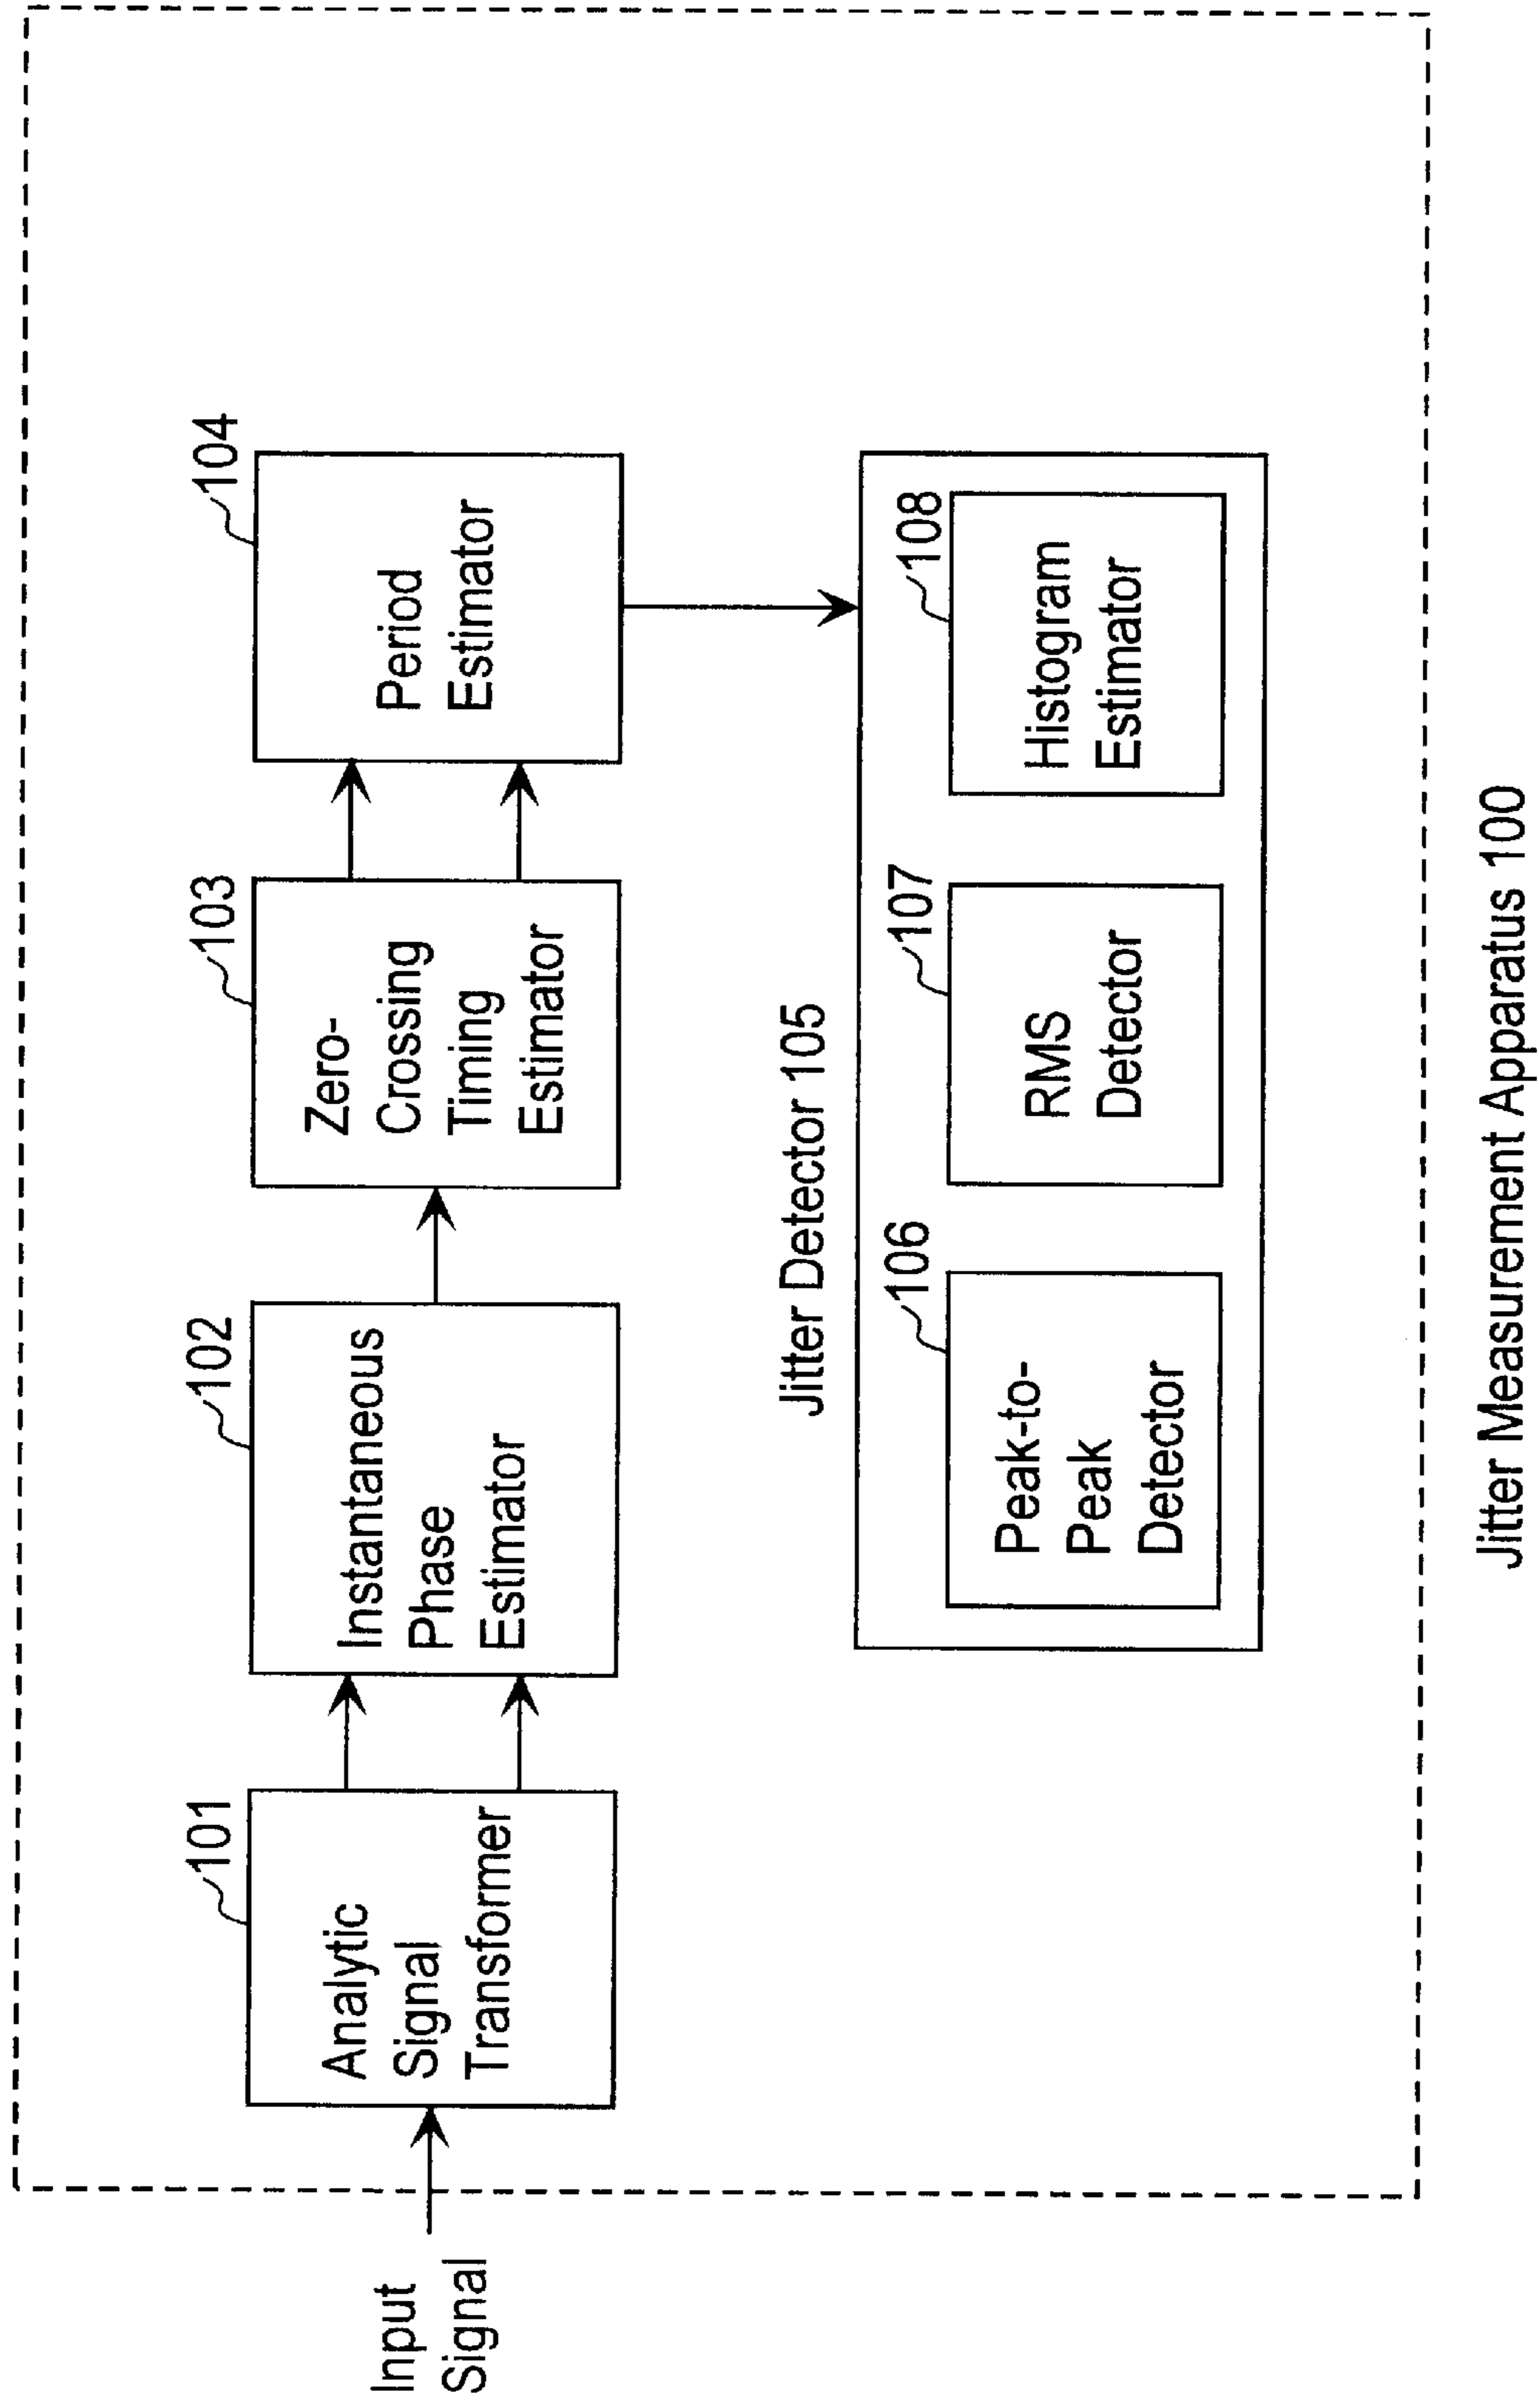 Input
Signal
101
Analytic
Signal
Transformer
102
Instantaneous
Phase
Estimator
103
Zero-
Crossing
Timing
Estimator
104
Period
Estimator
Jitter Detector 105
106
Peak-to-
Peak
Detector
107
RMS
Detector
108
Histogram
Estimator
Jitter Measurement Apparatus 100